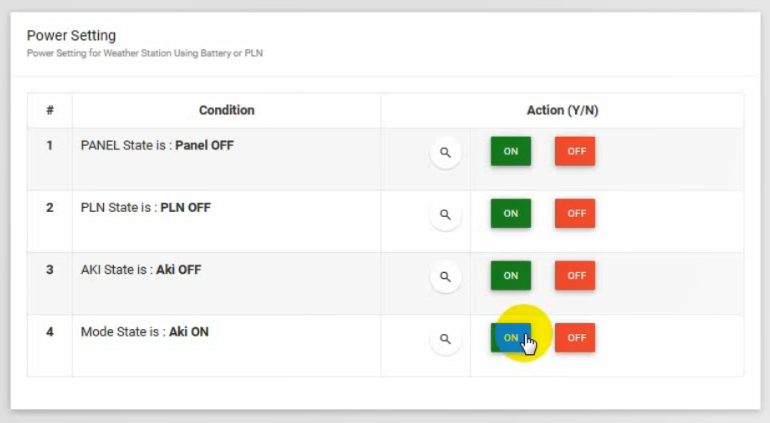 Power Setting
Power Setting for Weather Station Using Battery or PLN
# Condition Action (Y/N)
1 PANEL State is : Panel OFF ON OFF
2 PLN State is : PLN OFF ON OFF
3 AKI State is : Aki OFF ON OFF
4 Mode State is : Aki ON ON OFF